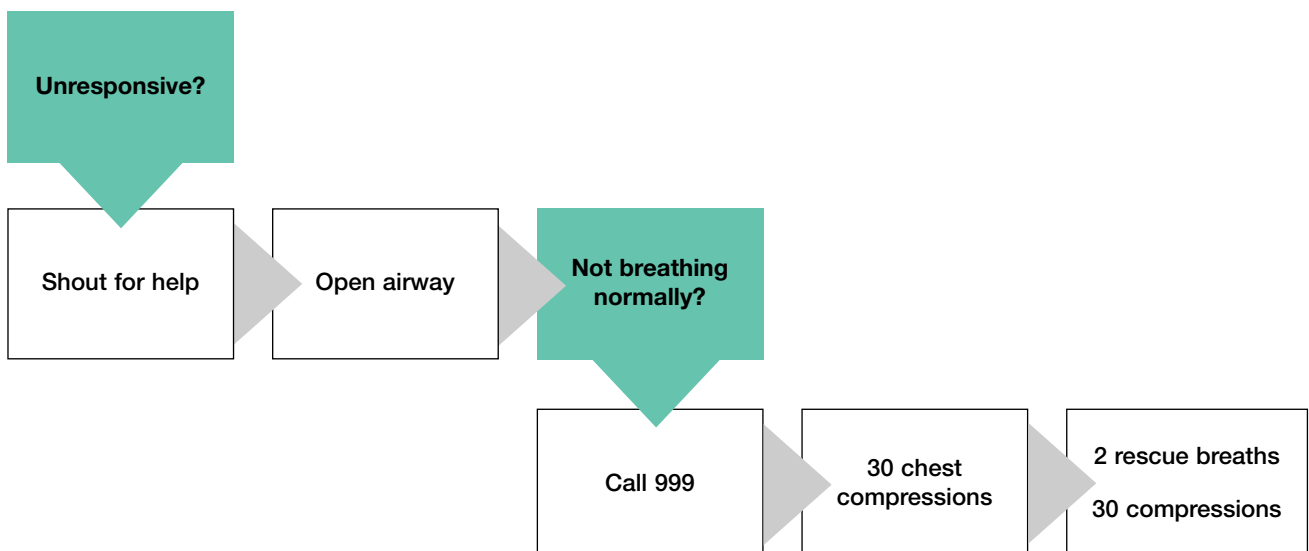 Unresponsive?
Shout for help
Open airway
Not breathing
normally?
Call 999
30 chest
compressions
2 rescue breaths
30 compressions